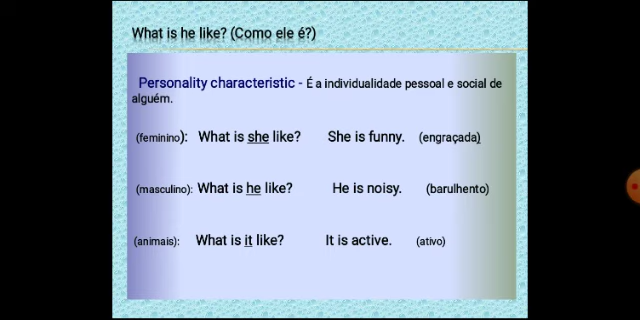 What is he like? (Como ele é?)
Personality characteristic - É a individualidade pessoal e social de
alguém.
(feminino): What is she like? She is funny. (engraçada)
(masculino): What is he like? He is noisy. (barulhento)
(animais): What is it like? It is active. (ativo)